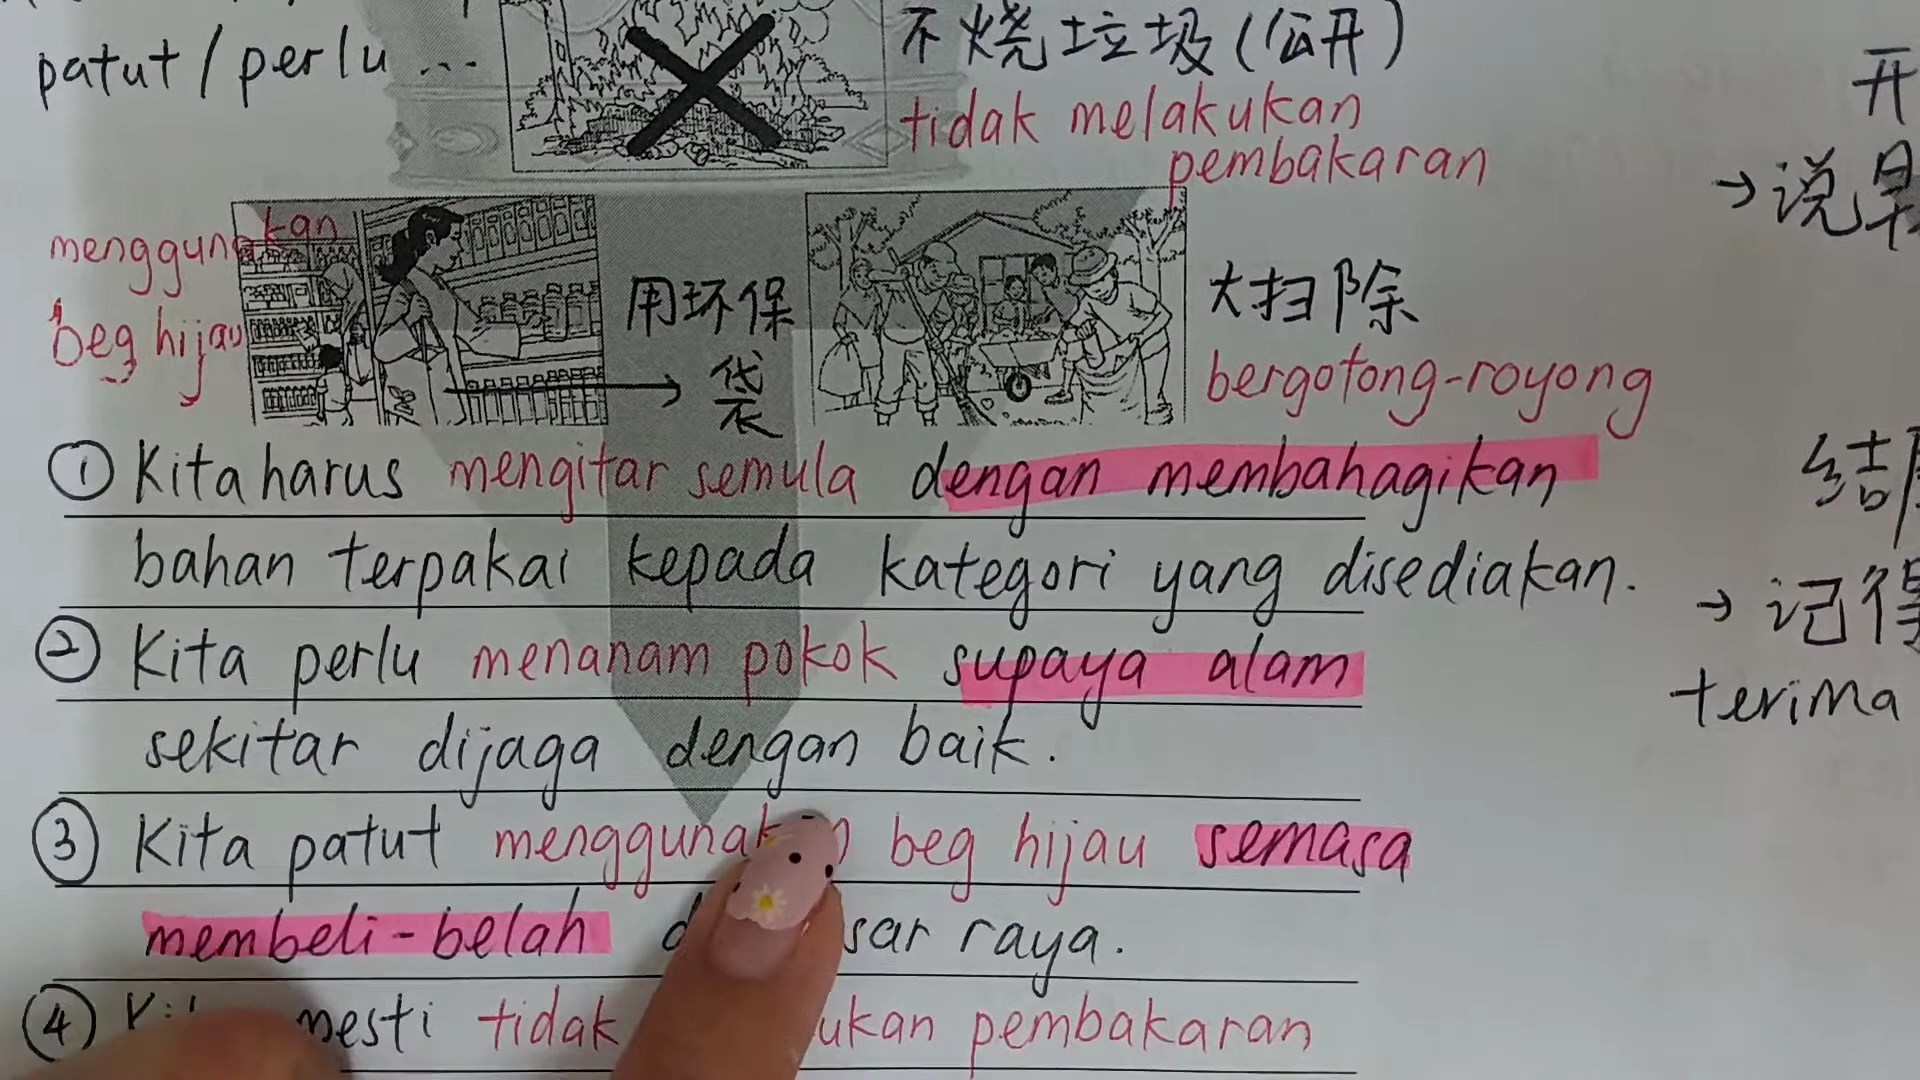 patut / perlu ...
不烧垃圾(公开)
tidak melakukan
pembakaran
menggunakan
beg hijau
用环保
袋
大扫除
bergotong-royong
① Kita harus mengitar semula dengan membahagikan
bahan terpakai kepada kategori yang disediakan.
② Kita perlu menanam pokok supaya alam
sekitar dijaga dengan baik.
③ Kita patut menggunakan beg hijau semasa
membeli-belah raya.
④ mesti tidak pembakaran
开
→ 说
→ 记得
terima